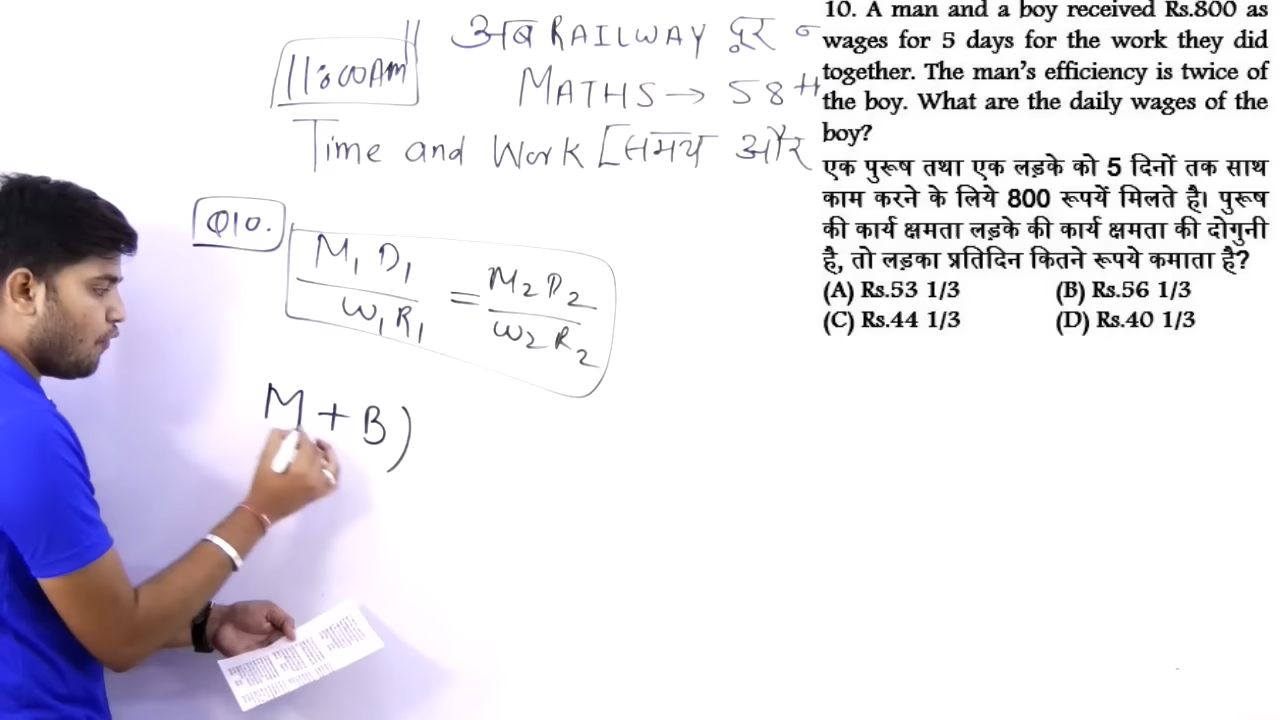 11:00AM
अब RAILWAY दूर
MATHS → 58
Time and Work [समय और
Q10.
M₁ D₁ / W₁ R₁ = M₂ D₂ / W₂ R₂
M + B)
10. A man and a boy received Rs.800 as
wages for 5 days for the work they did
together. The man's efficiency is twice of
the boy. What are the daily wages of the
boy?
एक पुरूष तथा एक लड़के को 5 दिनों तक साथ
काम करने के लिये 800 रूपयें मिलते है। पुरूष
की कार्य क्षमता लड़के की कार्य क्षमता की दोगुनी
है, तो लड़का प्रतिदिन कितने रूपये कमाता है?
(A) Rs.53 1/3 (B) Rs.56 1/3
(C) Rs.44 1/3 (D) Rs.40 1/3